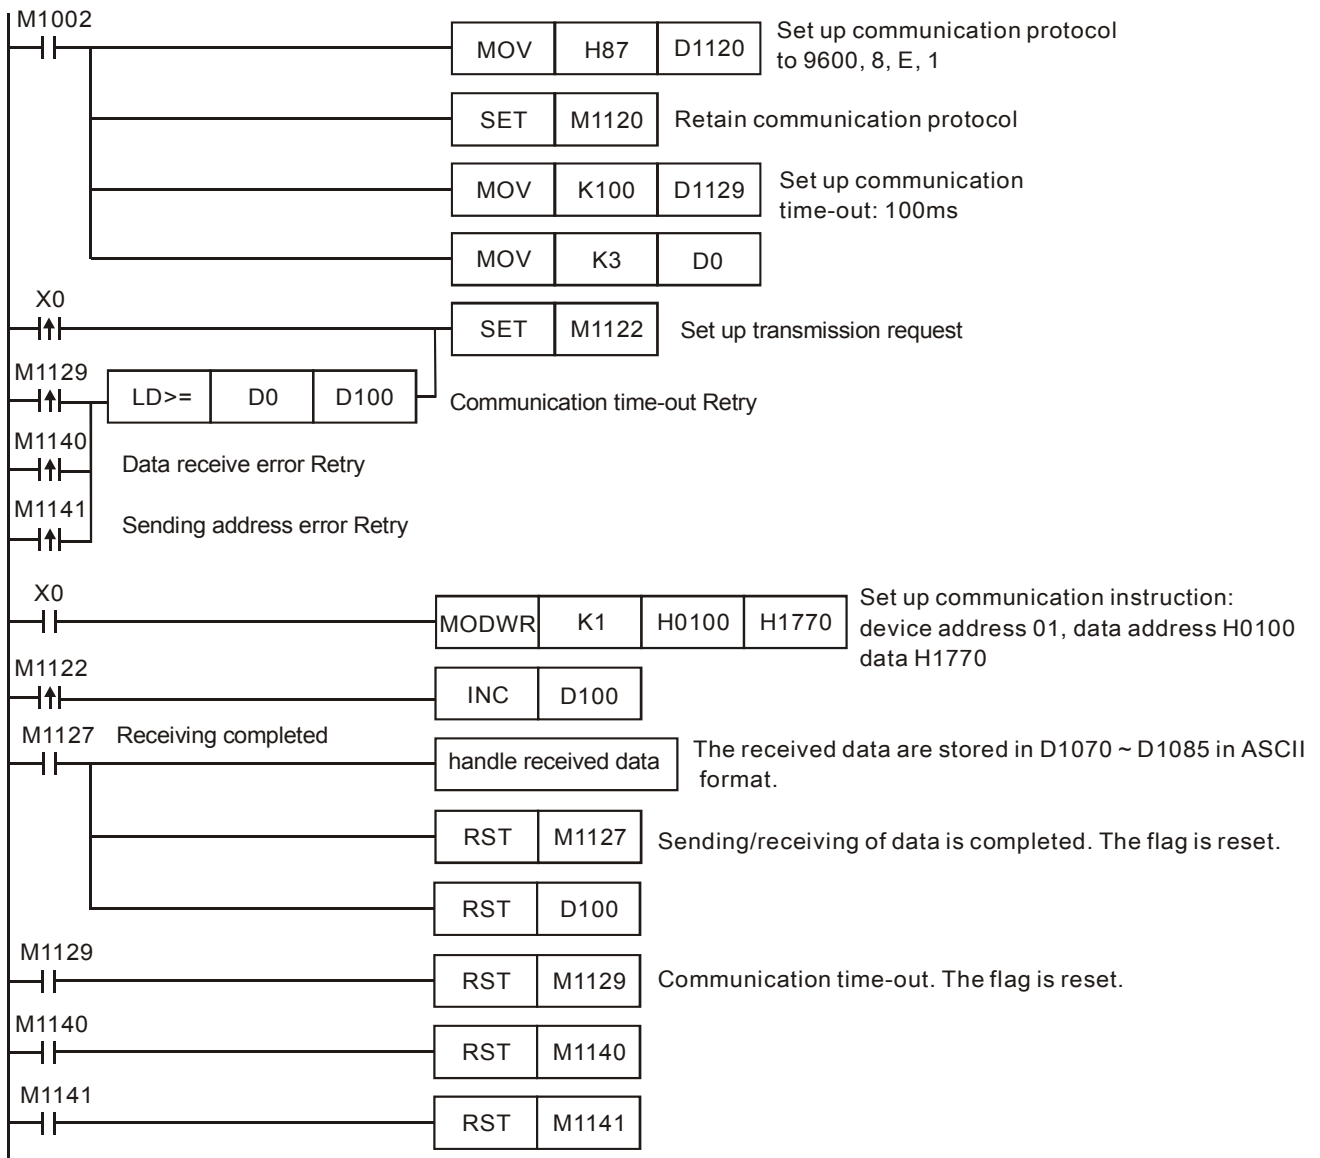 M1002
MOV H87 D1120 Set up communication protocol
to 9600, 8, E, 1
SET M1120 Retain communication protocol
MOV K100 D1129 Set up communication
time-out: 100ms
MOV K3 D0
X0
SET M1122 Set up transmission request
M1129
LD>= D0 D100 Communication time-out Retry
M1140
Data receive error Retry
M1141
Sending address error Retry
X0
MODWR K1 H0100 H1770 Set up communication instruction:
device address 01, data address H0100
data H1770
M1122
INC D100
M1127 Receiving completed
handle received data The received data are stored in D1070 ~ D1085 in ASCII
format.
RST M1127 Sending/receiving of data is completed. The flag is reset.
RST D100
M1129
RST M1129 Communication time-out. The flag is reset.
M1140
RST M1140
M1141
RST M1141